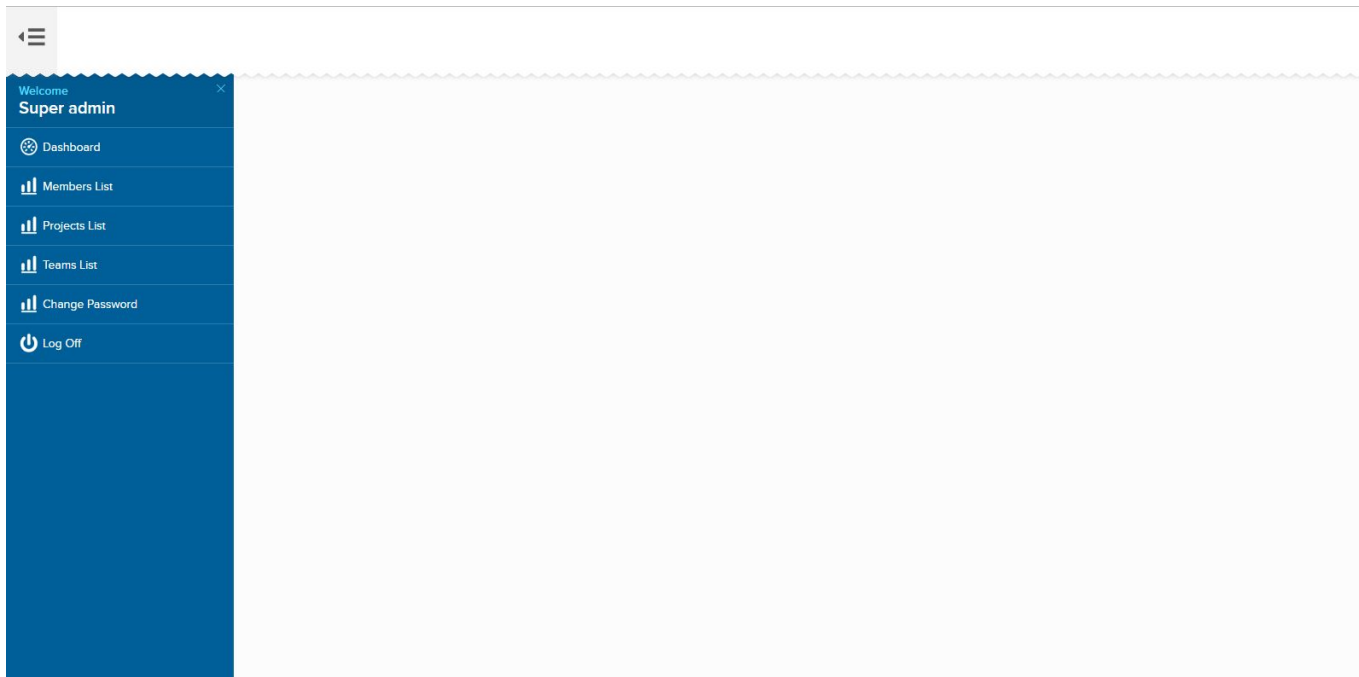 Welcome
Super admin
Dashboard
Members List
Projects List
Teams List
Change Password
Log Off